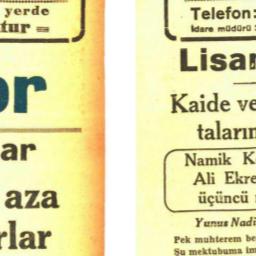 yerde
tur =
or
ar
aza
rlar
Telefon:
İdare müdürü
Lisa
Kaide ve
taların
Namik K
Ali Ekre
üçüncü
Yunus Nadi
Pek muhterem be
Şu mektubuma im